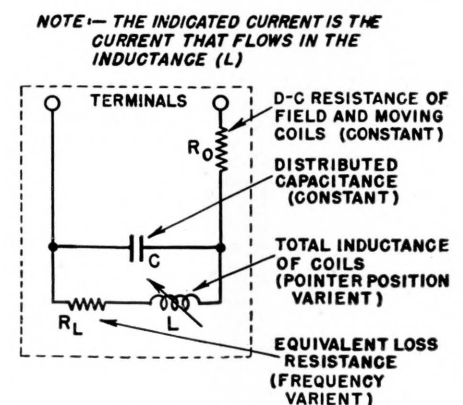 NOTE:— THE INDICATED CURRENT IS THE
CURRENT THAT FLOWS IN THE
INDUCTANCE (L)
TERMINALS
D-C RESISTANCE OF
FIELD AND MOVING
COILS (CONSTANT)
RO
DISTRIBUTED
CAPACITANCE
(CONSTANT)
C
TOTAL INDUCTANCE
OF COILS
(POINTER POSITION
VARIENT)
RL
L
EQUIVALENT LOSS
RESISTANCE
(FREQUENCY
VARIENT)